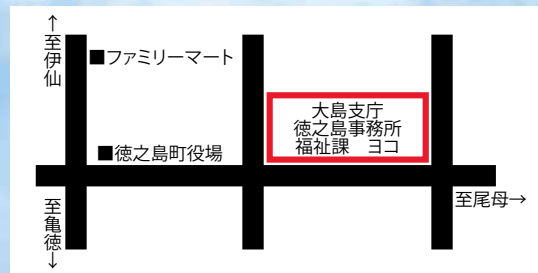 ↑至伊仙
■ファミリーマート
大島支庁
徳之島事務所
福祉課　ヨコ
■徳之島町役場
至亀徳↓
至尾母→